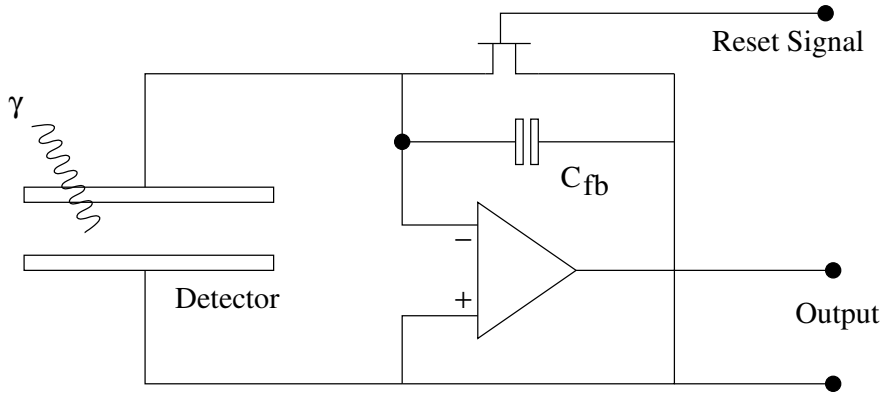 Reset Signal
γ
C_fb
−
+
Detector
Output